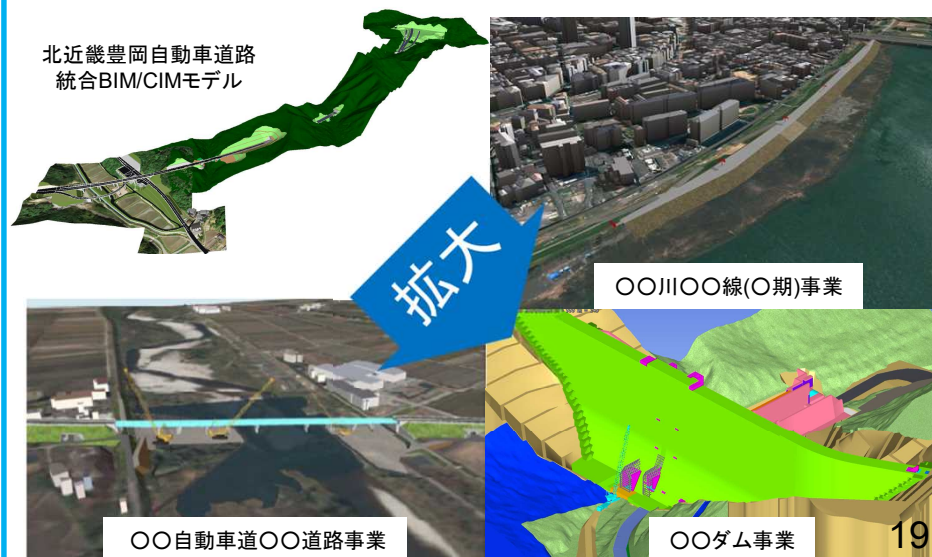 北近畿豊岡自動車道路
統合BIM/CIMモデル
拡大
〇〇川〇〇線(〇期)事業
〇〇自動車道〇〇道路事業
〇〇ダム事業
19